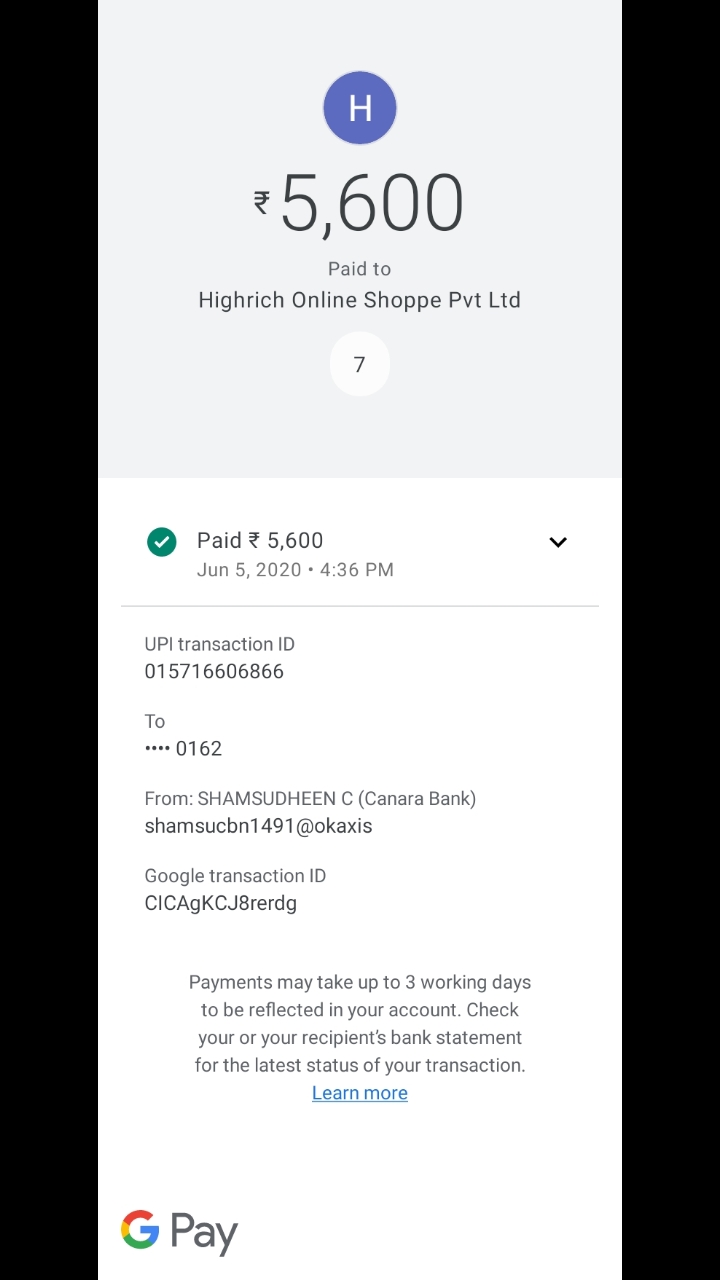 H
₹5,600
Paid to
Highrich Online Shoppe Pvt Ltd
7
Paid ₹ 5,600
Jun 5, 2020 • 4:36 PM
UPI transaction ID
015716606866
To
•••• 0162
From: SHAMSUDHEEN C (Canara Bank)
shamsucbn1491@okaxis
Google transaction ID
CICAgKCJ8rerdg
Payments may take up to 3 working days
to be reflected in your account. Check
your or your recipient's bank statement
for the latest status of your transaction.
Learn more
G Pay